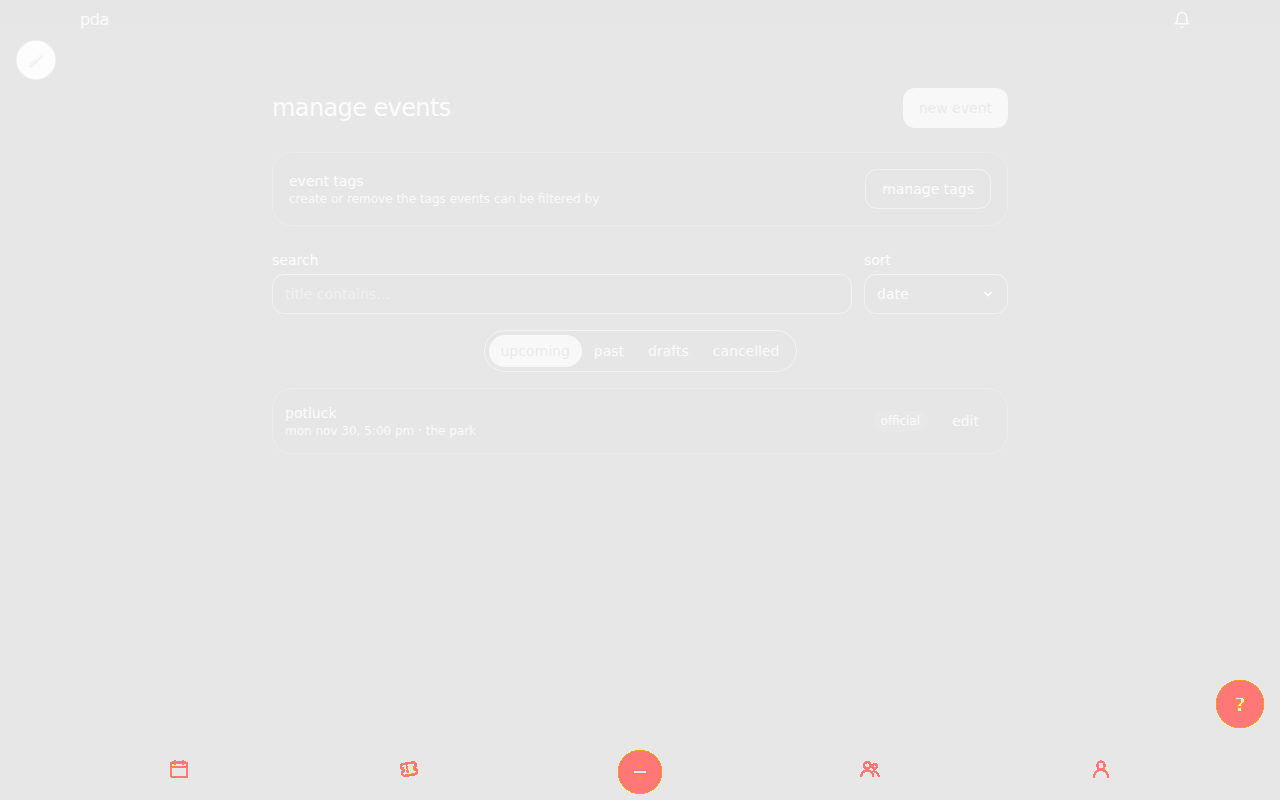 pda
manage events
new event
event tags
create or remove the tags events can be filtered by
manage tags
search
sort
title contains...
date
upcoming
past
drafts
cancelled
potluck
mon nov 30, 5:00 pm · the park
official
edit
?